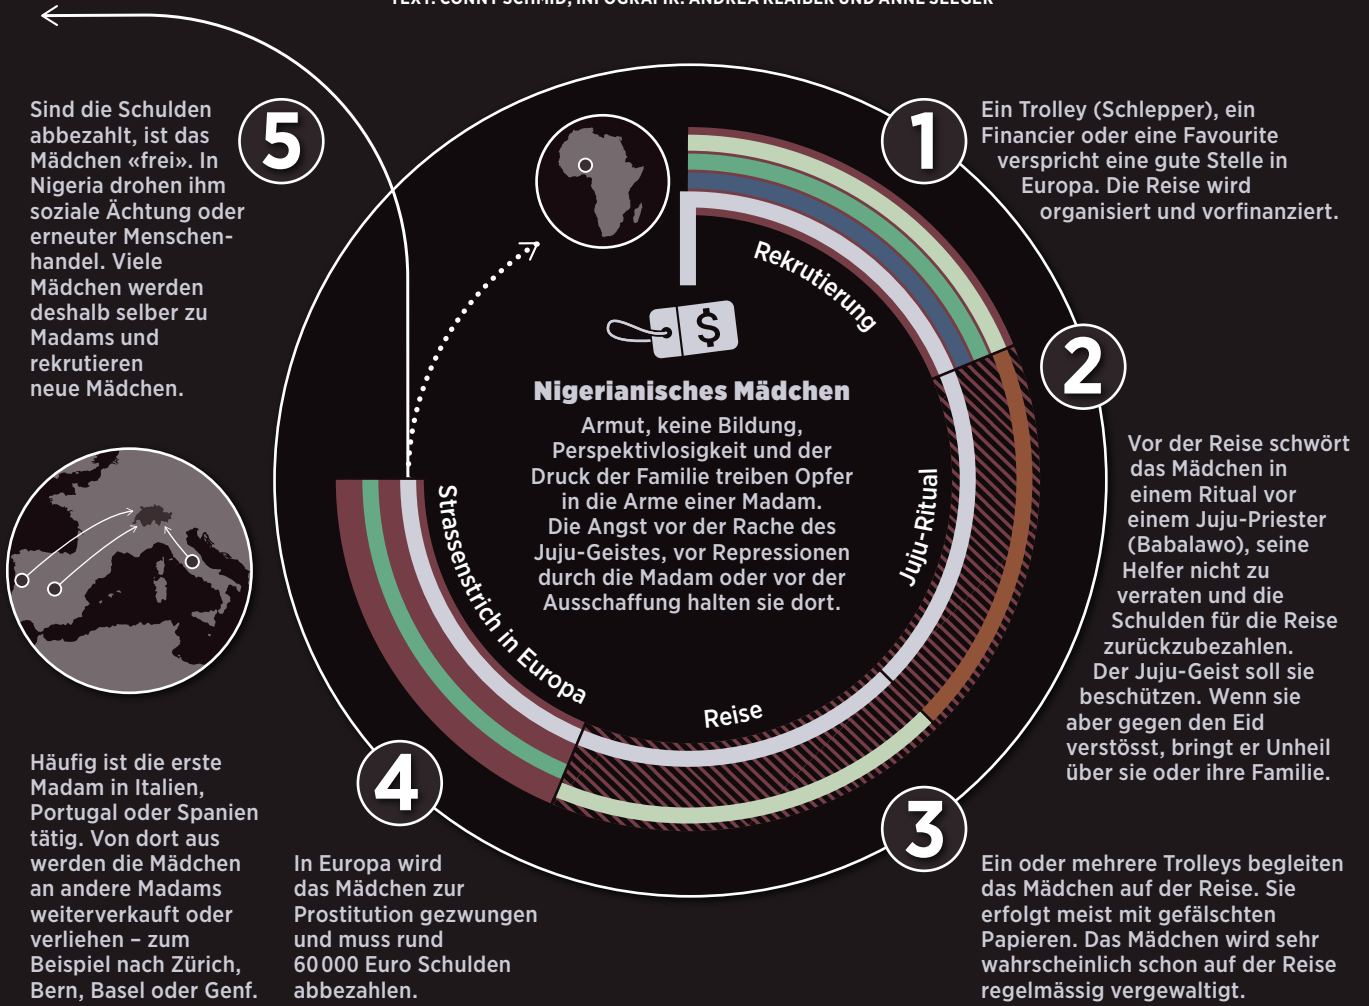 TEXT: CONNY SCHMID, INFOGRAFIK: ANDREA KLAIBER UND ANNE SEEGER
1
Ein Trolley (Schlepper), ein
Financier oder eine Favourite
verspricht eine gute Stelle in
Europa. Die Reise wird
organisiert und vorfinanziert.
2
Vor der Reise schwört
das Mädchen in
einem Ritual vor
einem Juju-Priester
(Babalawo), seine
Helfer nicht zu
verraten und die
Schulden für die Reise
zurückzubezahlen.
Der Juju-Geist soll sie
beschützen. Wenn sie
aber gegen den Eid
verstösst, bringt er Unheil
über sie oder ihre Familie.
3
Ein oder mehrere Trolleys begleiten
das Mädchen auf der Reise. Sie
erfolgt meist mit gefälschten
Papieren. Das Mädchen wird sehr
wahrscheinlich schon auf der Reise
regelmässig vergewaltigt.
4
In Europa wird
das Mädchen zur
Prostitution gezwungen
und muss rund
60 000 Euro Schulden
abbezahlen.
Häufig ist die erste
Madam in Italien,
Portugal oder Spanien
tätig. Von dort aus
werden die Mädchen
an andere Madams
weiterverkauft oder
verliehen – zum
Beispiel nach Zürich,
Bern, Basel oder Genf.
5
Sind die Schulden
abbezahlt, ist das
Mädchen «frei». In
Nigeria drohen ihm
soziale Ächtung oder
erneuter Menschen-
handel. Viele
Mädchen werden
deshalb selber zu
Madams und
rekrutieren
neue Mädchen.
Rekrutierung
Juju-Ritual
Reise
Strassenstrich in Europa
$
Nigerianisches Mädchen
Armut, keine Bildung,
Perspektivlosigkeit und der
Druck der Familie treiben Opfer
in die Arme einer Madam.
Die Angst vor der Rache des
Juju-Geistes, vor Repressionen
durch die Madam oder vor der
Ausschaffung halten sie dort.